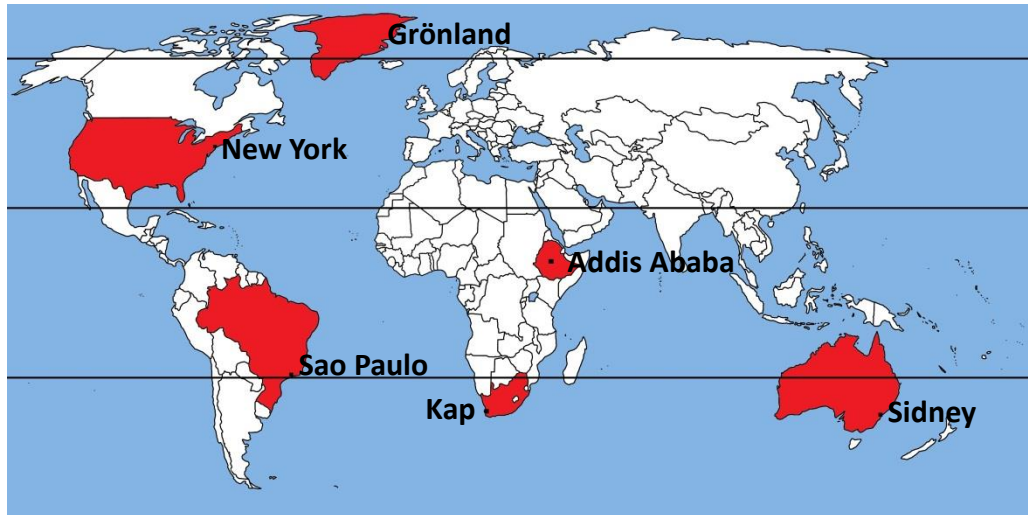 Grönland
New York
Addis Ababa
Sao Paulo
Kap
Sidney